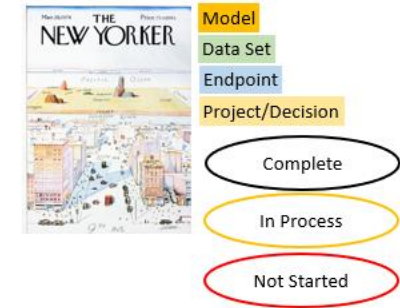 THE
NEW YORKER
Model
Data Set
Endpoint
Project/Decision
Complete
In Process
Not Started